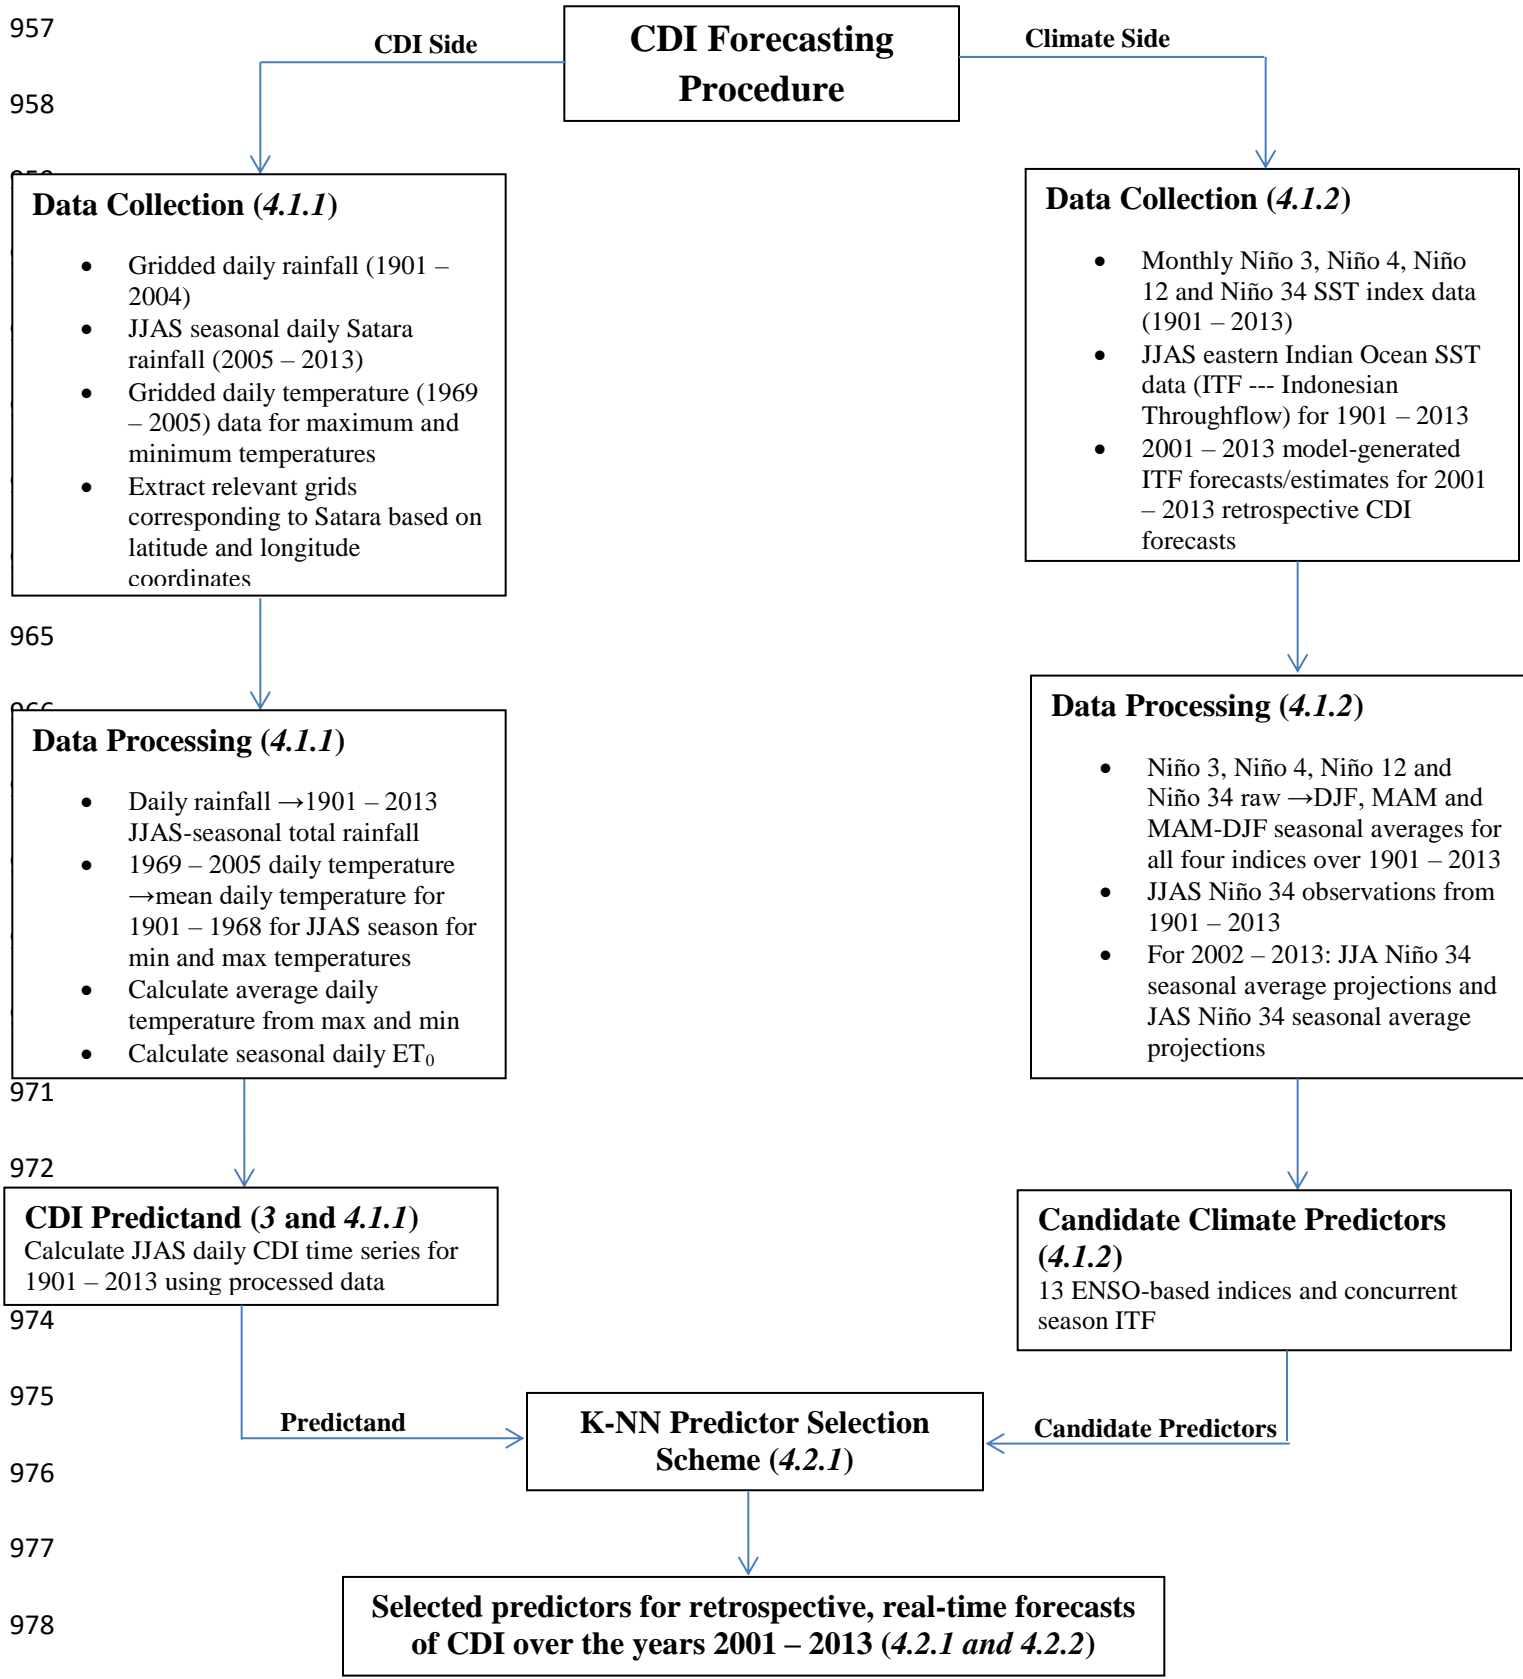 957
CDI Side
CDI Forecasting
Procedure
Climate Side
958
Data Collection (4.1.1)
• Gridded daily rainfall (1901 –
2004)
• JJAS seasonal daily Satara
rainfall (2005 – 2013)
• Gridded daily temperature (1969
– 2005) data for maximum and
minimum temperatures
• Extract relevant grids
corresponding to Satara based on
latitude and longitude
coordinates
Data Collection (4.1.2)
• Monthly Niño 3, Niño 4, Niño
12 and Niño 34 SST index data
(1901 – 2013)
• JJAS eastern Indian Ocean SST
data (ITF --- Indonesian
Throughflow) for 1901 – 2013
• 2001 – 2013 model-generated
ITF forecasts/estimates for 2001
– 2013 retrospective CDI
forecasts
965
Data Processing (4.1.1)
• Daily rainfall →1901 – 2013
JJAS-seasonal total rainfall
• 1969 – 2005 daily temperature
→mean daily temperature for
1901 – 1968 for JJAS season for
min and max temperatures
• Calculate average daily
temperature from max and min
• Calculate seasonal daily ET0
Data Processing (4.1.2)
• Niño 3, Niño 4, Niño 12 and
Niño 34 raw →DJF, MAM and
MAM-DJF seasonal averages for
all four indices over 1901 – 2013
• JJAS Niño 34 observations from
1901 – 2013
• For 2002 – 2013: JJA Niño 34
seasonal average projections and
JAS Niño 34 seasonal average
projections
971
972
CDI Predictand (3 and 4.1.1)
Calculate JJAS daily CDI time series for
1901 – 2013 using processed data
Candidate Climate Predictors
(4.1.2)
13 ENSO-based indices and concurrent
season ITF
974
975
Predictand
K-NN Predictor Selection
Scheme (4.2.1)
Candidate Predictors
976
977
Selected predictors for retrospective, real-time forecasts
of CDI over the years 2001 – 2013 (4.2.1 and 4.2.2)
978